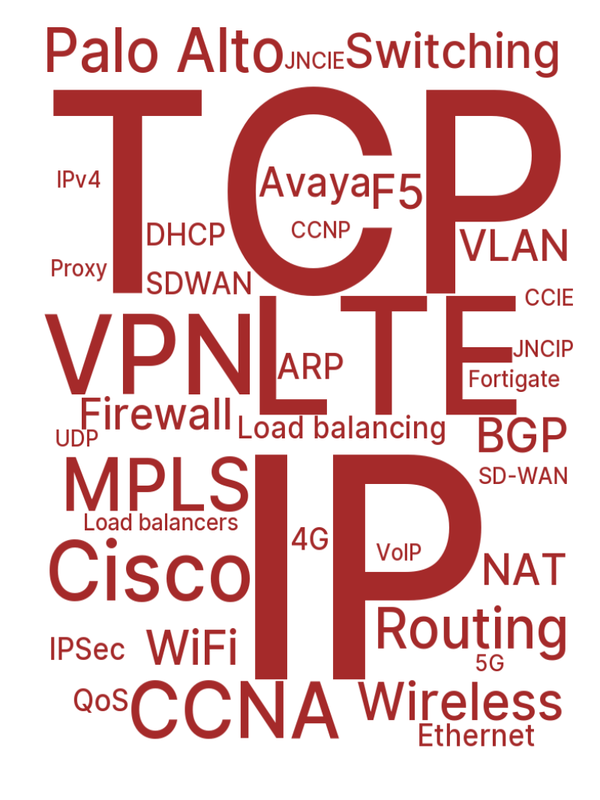 Palo Alto
JNCIE
Switching
TCP
IPv4
Avaya
F5
CCNP
DHCP
VLAN
Proxy
SDWAN
CCIE
VPN
LTE
ARP
JNCIP
Fortigate
Firewall
Load balancing
UDP
BGP
MPLS
IP
SD-WAN
Load balancers
4G
VoIP
Cisco
NAT
Routing
IPSec
WiFi
5G
QoS
CCNA
Wireless
Ethernet